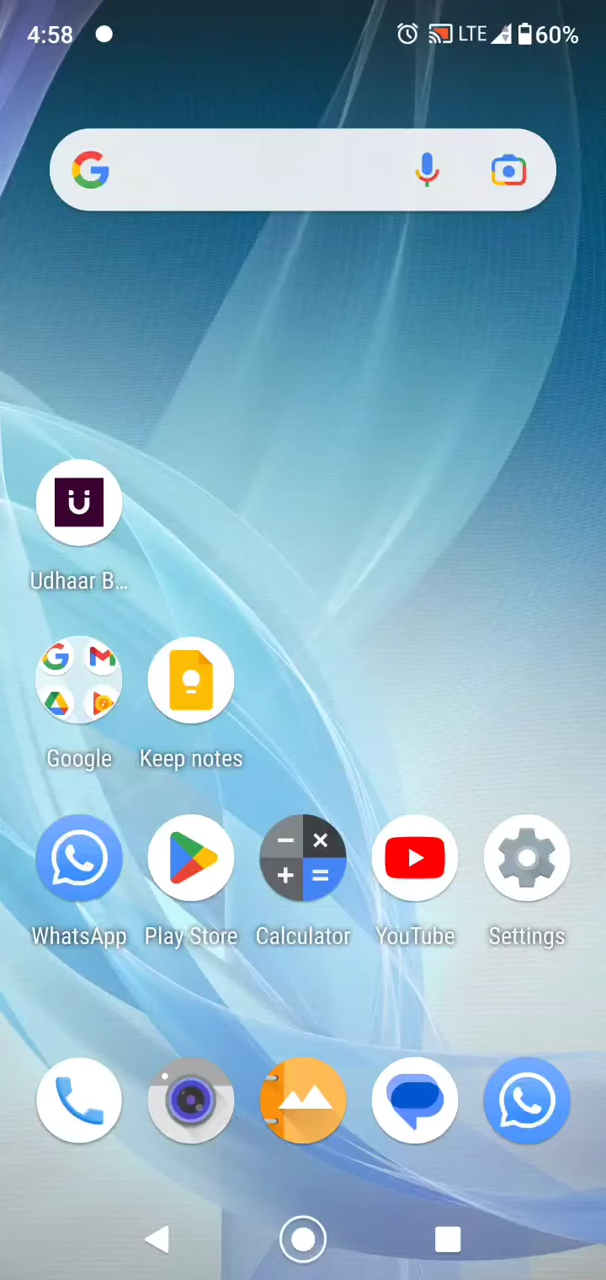 4:58 LTE 60%
Udhaar B...
Google Keep notes
WhatsApp Play Store Calculator YouTube Settings